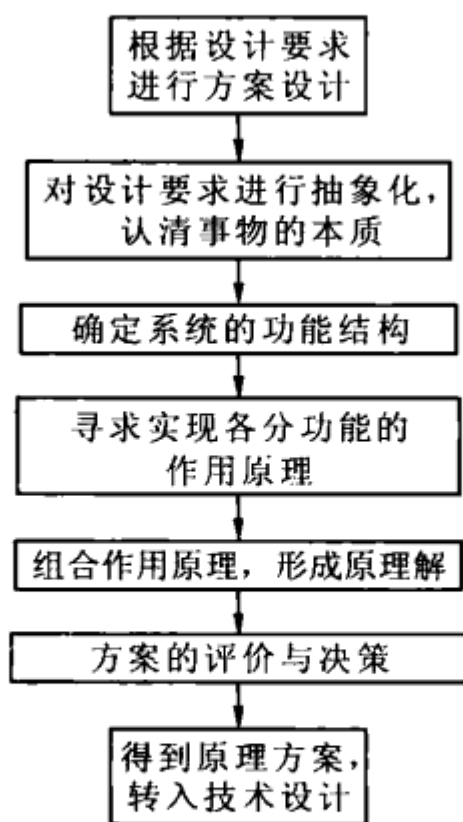 根据设计要求
进行方案设计
对设计要求进行抽象化，
认清事物的本质
确定系统的功能结构
寻求实现各分功能的
作用原理
组合作用原理，形成原理解
方案的评价与决策
得到原理方案，
转入技术设计